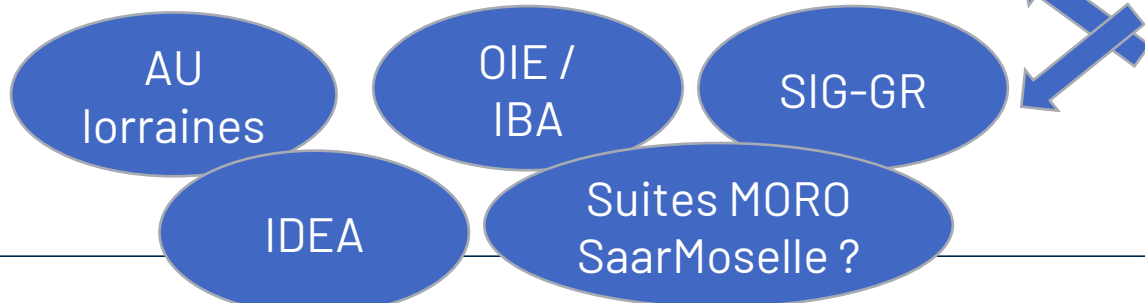 AU
lorraines
OIE /
IBA
SIG-GR
IDEA
Suites MORO
SaarMoselle ?